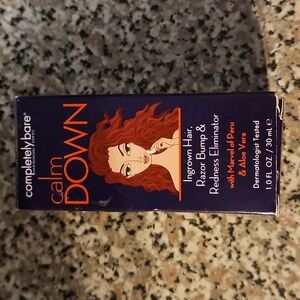 completely bare
calm
DOWN
Ingrown Hair,
Razor Bump &
Redness Eliminator
with Marvel of Peru
& Aloe Vera
Dermatologist Tested
1.0 FL. OZ. / 30 mL e